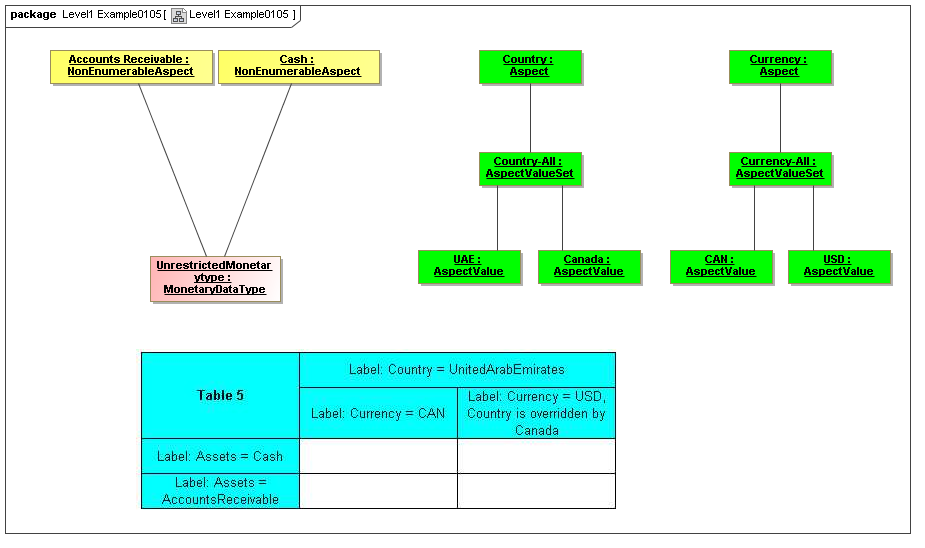 package Level1 Example0105 [ Level1 Example0105 ]
Accounts Receivable :
NonEnumerableAspect
Cash :
NonEnumerableAspect
Country :
Aspect
Currency :
Aspect
Country-All :
AspectValueSet
Currency-All :
AspectValueSet
UAE :
AspectValue
Canada :
AspectValue
CAN :
AspectValue
USD :
AspectValue
UnrestrictedMonetar
ytype :
MonetaryDataType
Table 5
Label: Country = UnitedArabEmirates
Label: Currency = CAN
Label: Currency = USD,
Country is overridden by
Canada
Label: Assets = Cash
Label: Assets =
AccountsReceivable